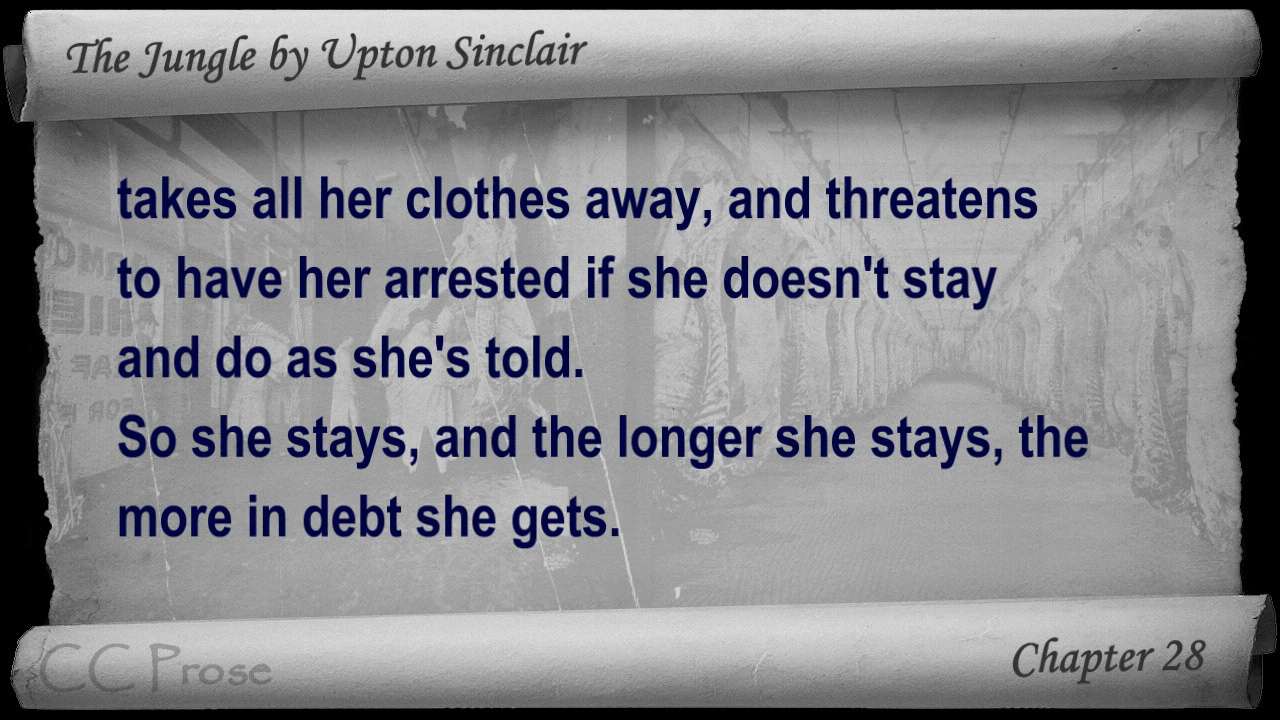 The Jungle by Upton Sinclair
takes all her clothes away, and threatens
to have her arrested if she doesn't stay
and do as she's told.
So she stays, and the longer she stays, the
more in debt she gets.
CC Prose
Chapter 28